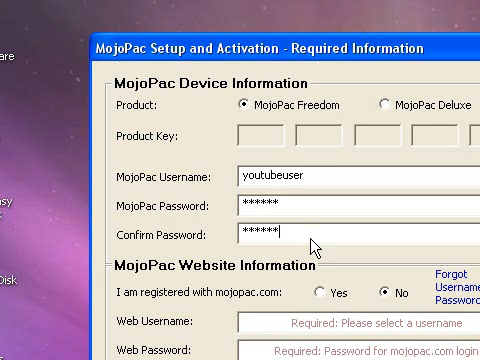 MojoPac Setup and Activation - Required Information
are
MojoPac Device Information
Product: MojoPac Freedom MojoPac Deluxe
Product Key:
MojoPac Username: youtubeuser
MojoPac Password: ******
Confirm Password: ******
Disk
MojoPac Website Information
Forgot
Username
Password
I am registered with mojopac.com: Yes No
Web Username: Required: Please select a username
Web Password: Required: Password for mojopac.com login